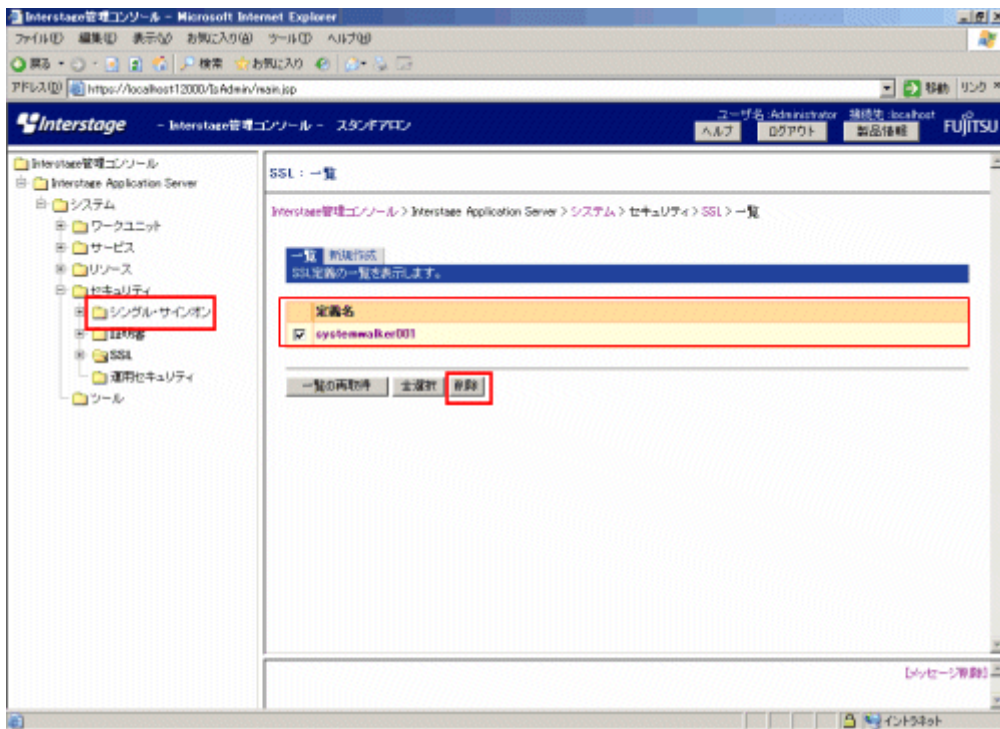 Interstage管理コンソール - Microsoft Internet Explorer
ファイル(F) 編集(E) 表示(V) お気に入り(A) ツール(T) ヘルプ(H)
戻る 検索 お気に入り
アドレス(D) https://localhost:12000/IsAdmin/main.jsp 移動 リンク »
Interstage - Interstage管理コンソール - スタンドアロン
ユーザ名:Administrator 接続先:localhost
ヘルプ ログアウト 製品情報 FUJITSU
Interstage管理コンソール
Interstage Application Server
システム
ワークユニット
サービス
リソース
セキュリティ
シングル・サインオン
証明書
SSL
運用セキュリティ
ツール
SSL : 一覧
Interstage管理コンソール > Interstage Application Server > システム > セキュリティ > SSL > 一覧
一覧 新規作成
SSL定義の一覧を表示します。
定義名
systemwalker001
一覧の再取得 全選択 削除
[メッセージ削除]
イントラネット